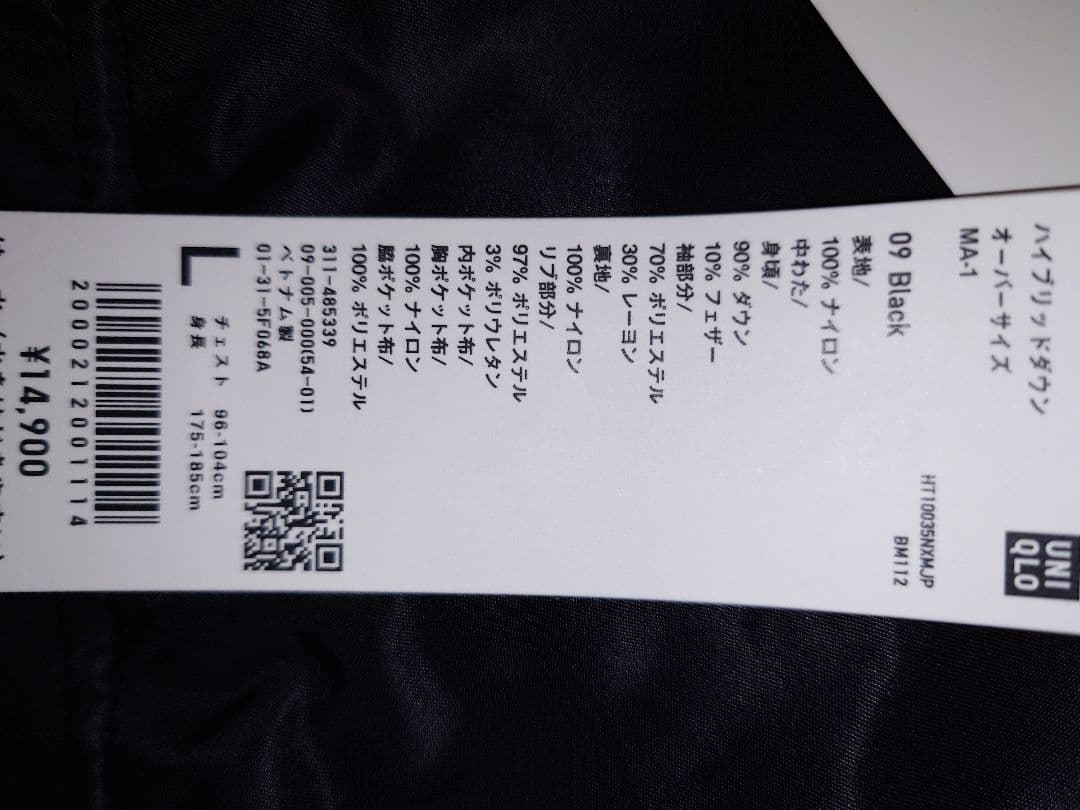 UNI
QLO
ハイブリッドダウン
オーバーサイズ
MA-1
HT10035NXMJP
09 Black
BM112
表地/
100% ナイロン
中わた/
身頃/
90% ダウン
10% フェザー
袖部分/
70% ポリエステル
30% レーヨン
裏地/
100% ナイロン
リブ部分/
97% ポリエステル
3% ポリウレタン
内ポケット布/
胸ポケット布/
100% ナイロン
脇ポケット布/
100% ポリエステル
311-485339
09-005-000(54-01)
ベトナム製
01-31-5F068A
L
チェスト 96-104cm
身長 175-185cm
2000212001114
¥14,900